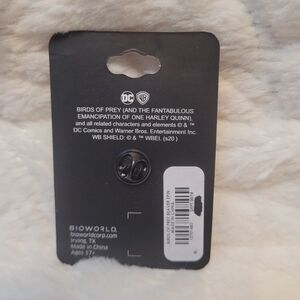 DC WB
BIRDS OF PREY (AND THE FANTABULOUS
EMANCIPATION OF ONE HARLEY QUINN),
and all related characters and elements © & ™
DC Comics and Warner Bros. Entertainment Inc.
WB SHIELD: © & ™ WBEI. (s20)
BIOWORLD
bioworldcorp.com
Irving, TX
Made in China
Ages 17+